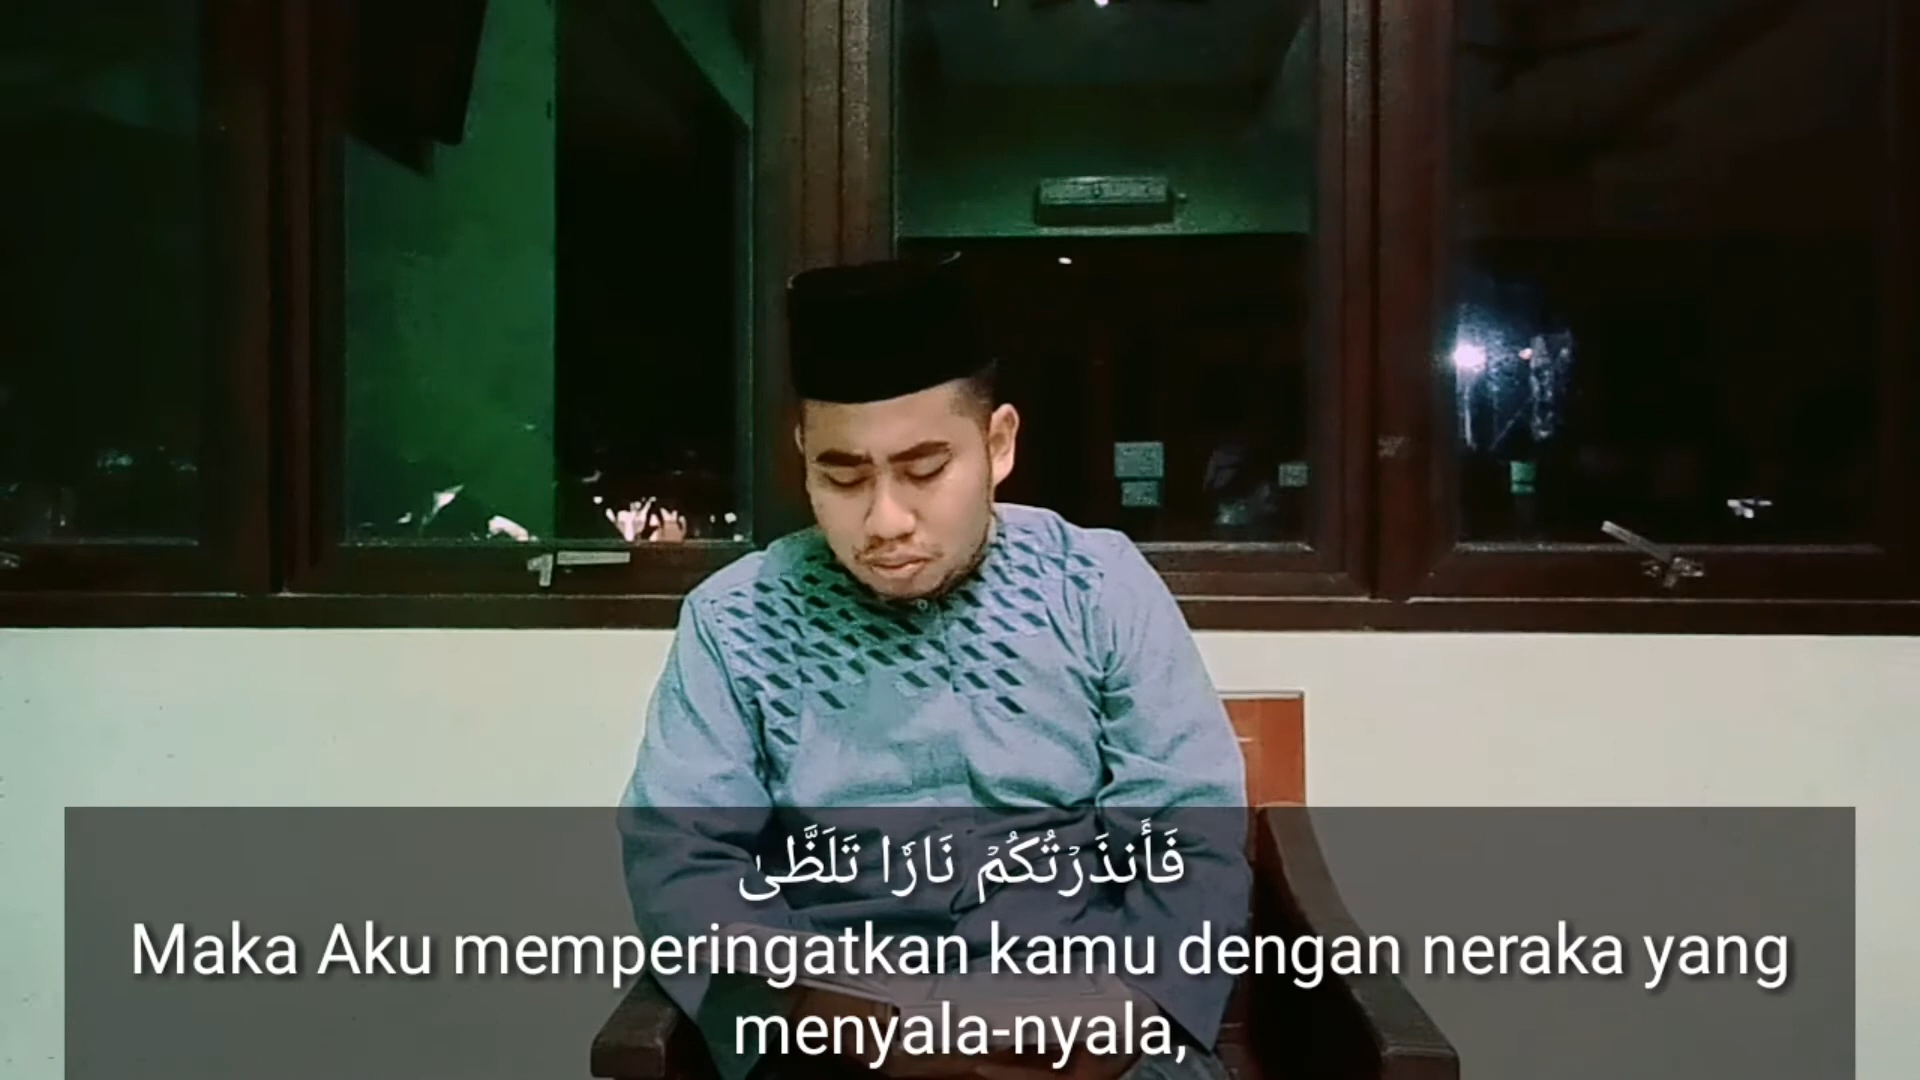 فَأَنذَرۡتُكُمۡ نَارٗا تَلَظَّىٰ
Maka Aku memperingatkan kamu dengan neraka yang
menyala-nyala,